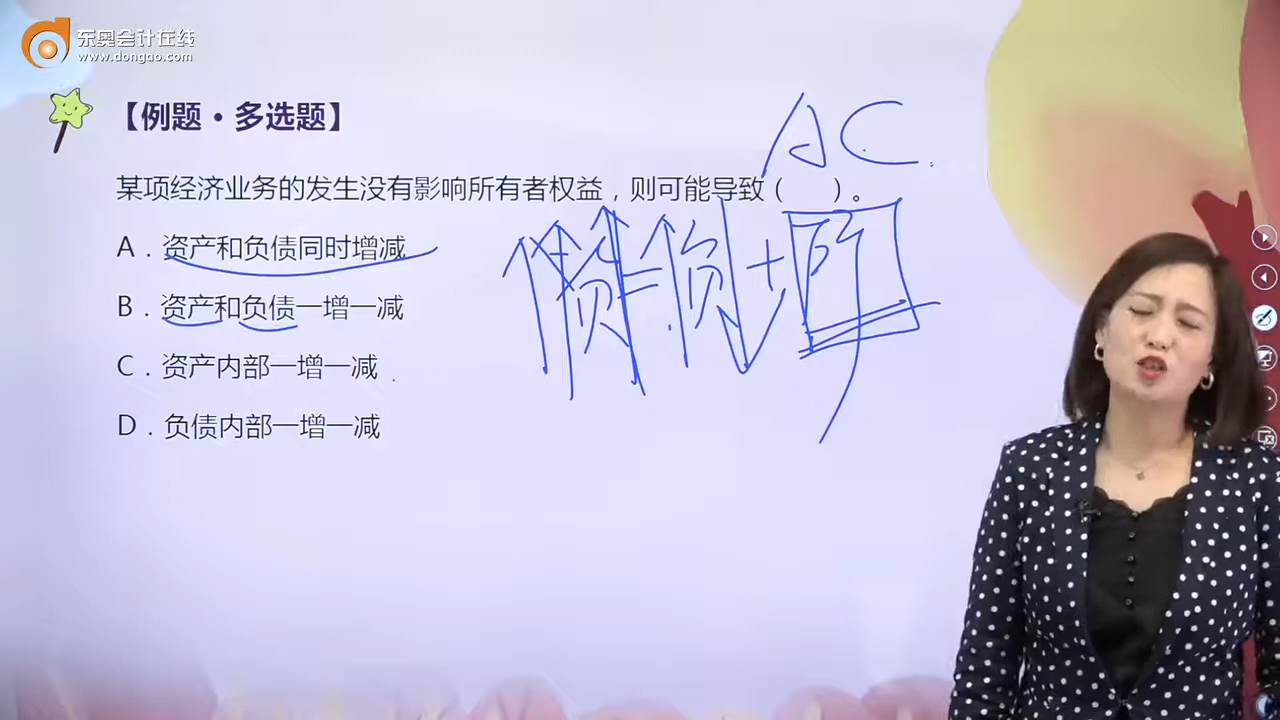 东奥会计在线
www.dongao.com
【例题·多选题】
AC.
某项经济业务的发生没有影响所有者权益，则可能导致（ ）。
A．资产和负债同时增减
B．资产和负债一增一减
C．资产内部一增一减
D．负债内部一增一减